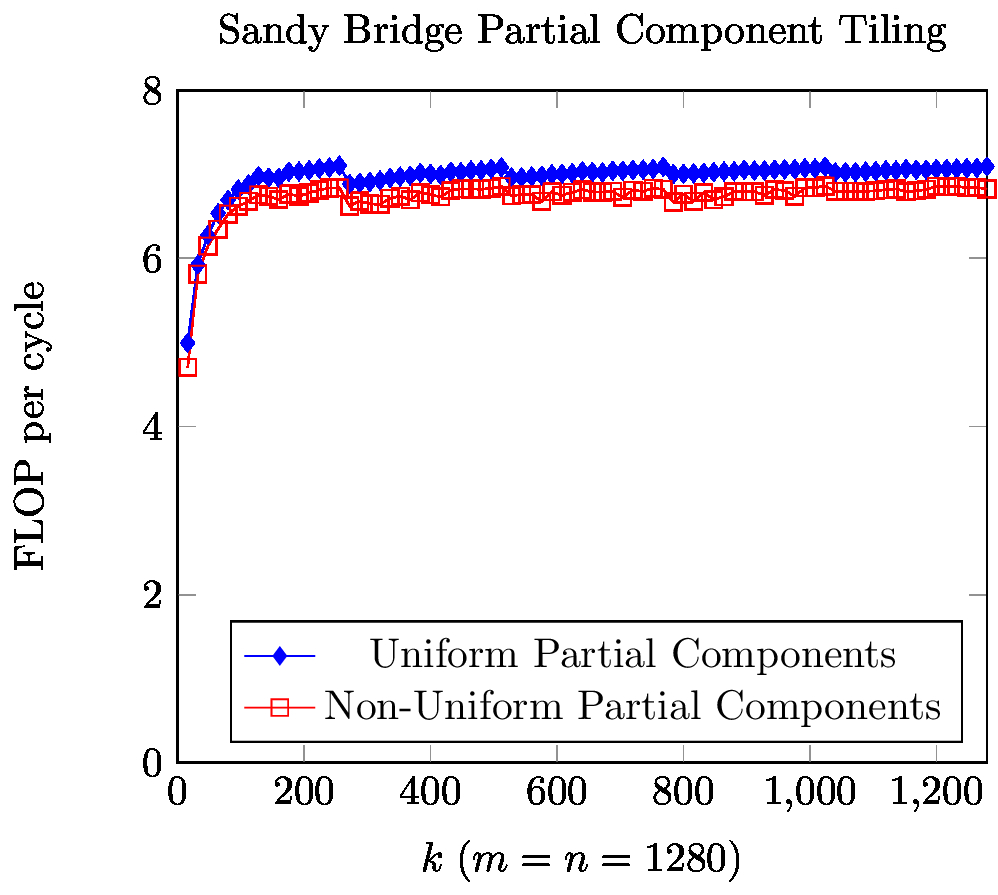 Sandy Bridge Partial Component Tiling
8
6
4
2
0
FLOP per cycle
Uniform Partial Components
Non-Uniform Partial Components
0 200 400 600 800 1,000 1,200
k (m = n = 1280)